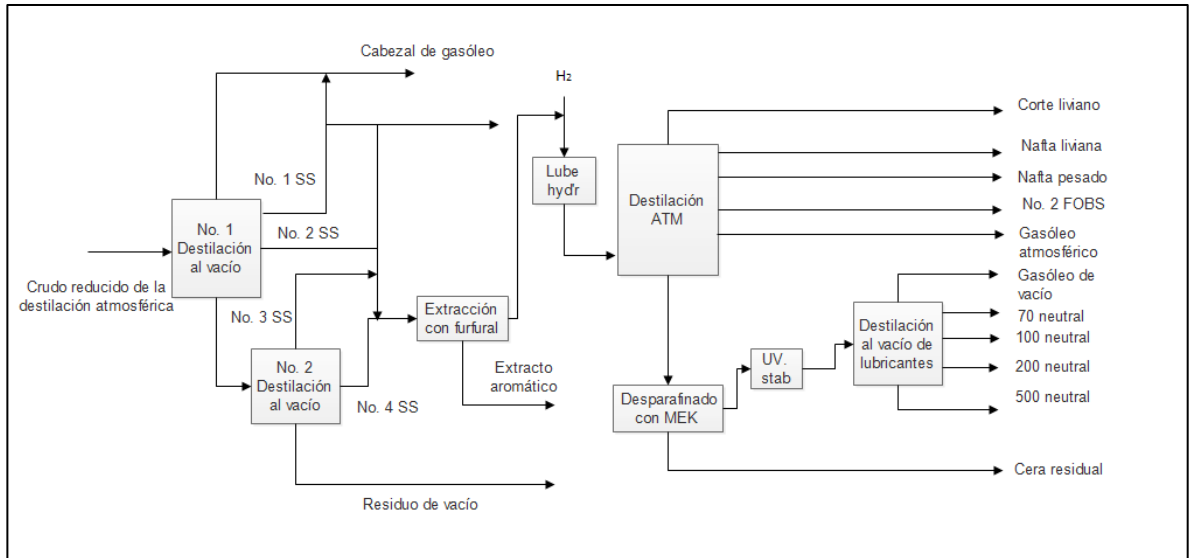 Cabezal de gasóleo
H2
Corte liviano
Nafta liviana
Nafta pesado
No. 2 FOBS
Gasóleo
atmosférico
Gasóleo de
vacío
70 neutral
100 neutral
200 neutral
500 neutral
Cera residual
No. 1 SS
No. 2 SS
No. 1
Destilación
al vacío
Crudo reducido de la
destilación atmosférica
No. 3 SS
No. 2
Destilación
al vacío
No. 4 SS
Residuo de vacío
Extracción
con furfural
Extracto
aromático
Lube
hyd'r
Destilación
ATM
Desparafinado
con MEK
UV.
stab
Destilación
al vacío de
lubricantes